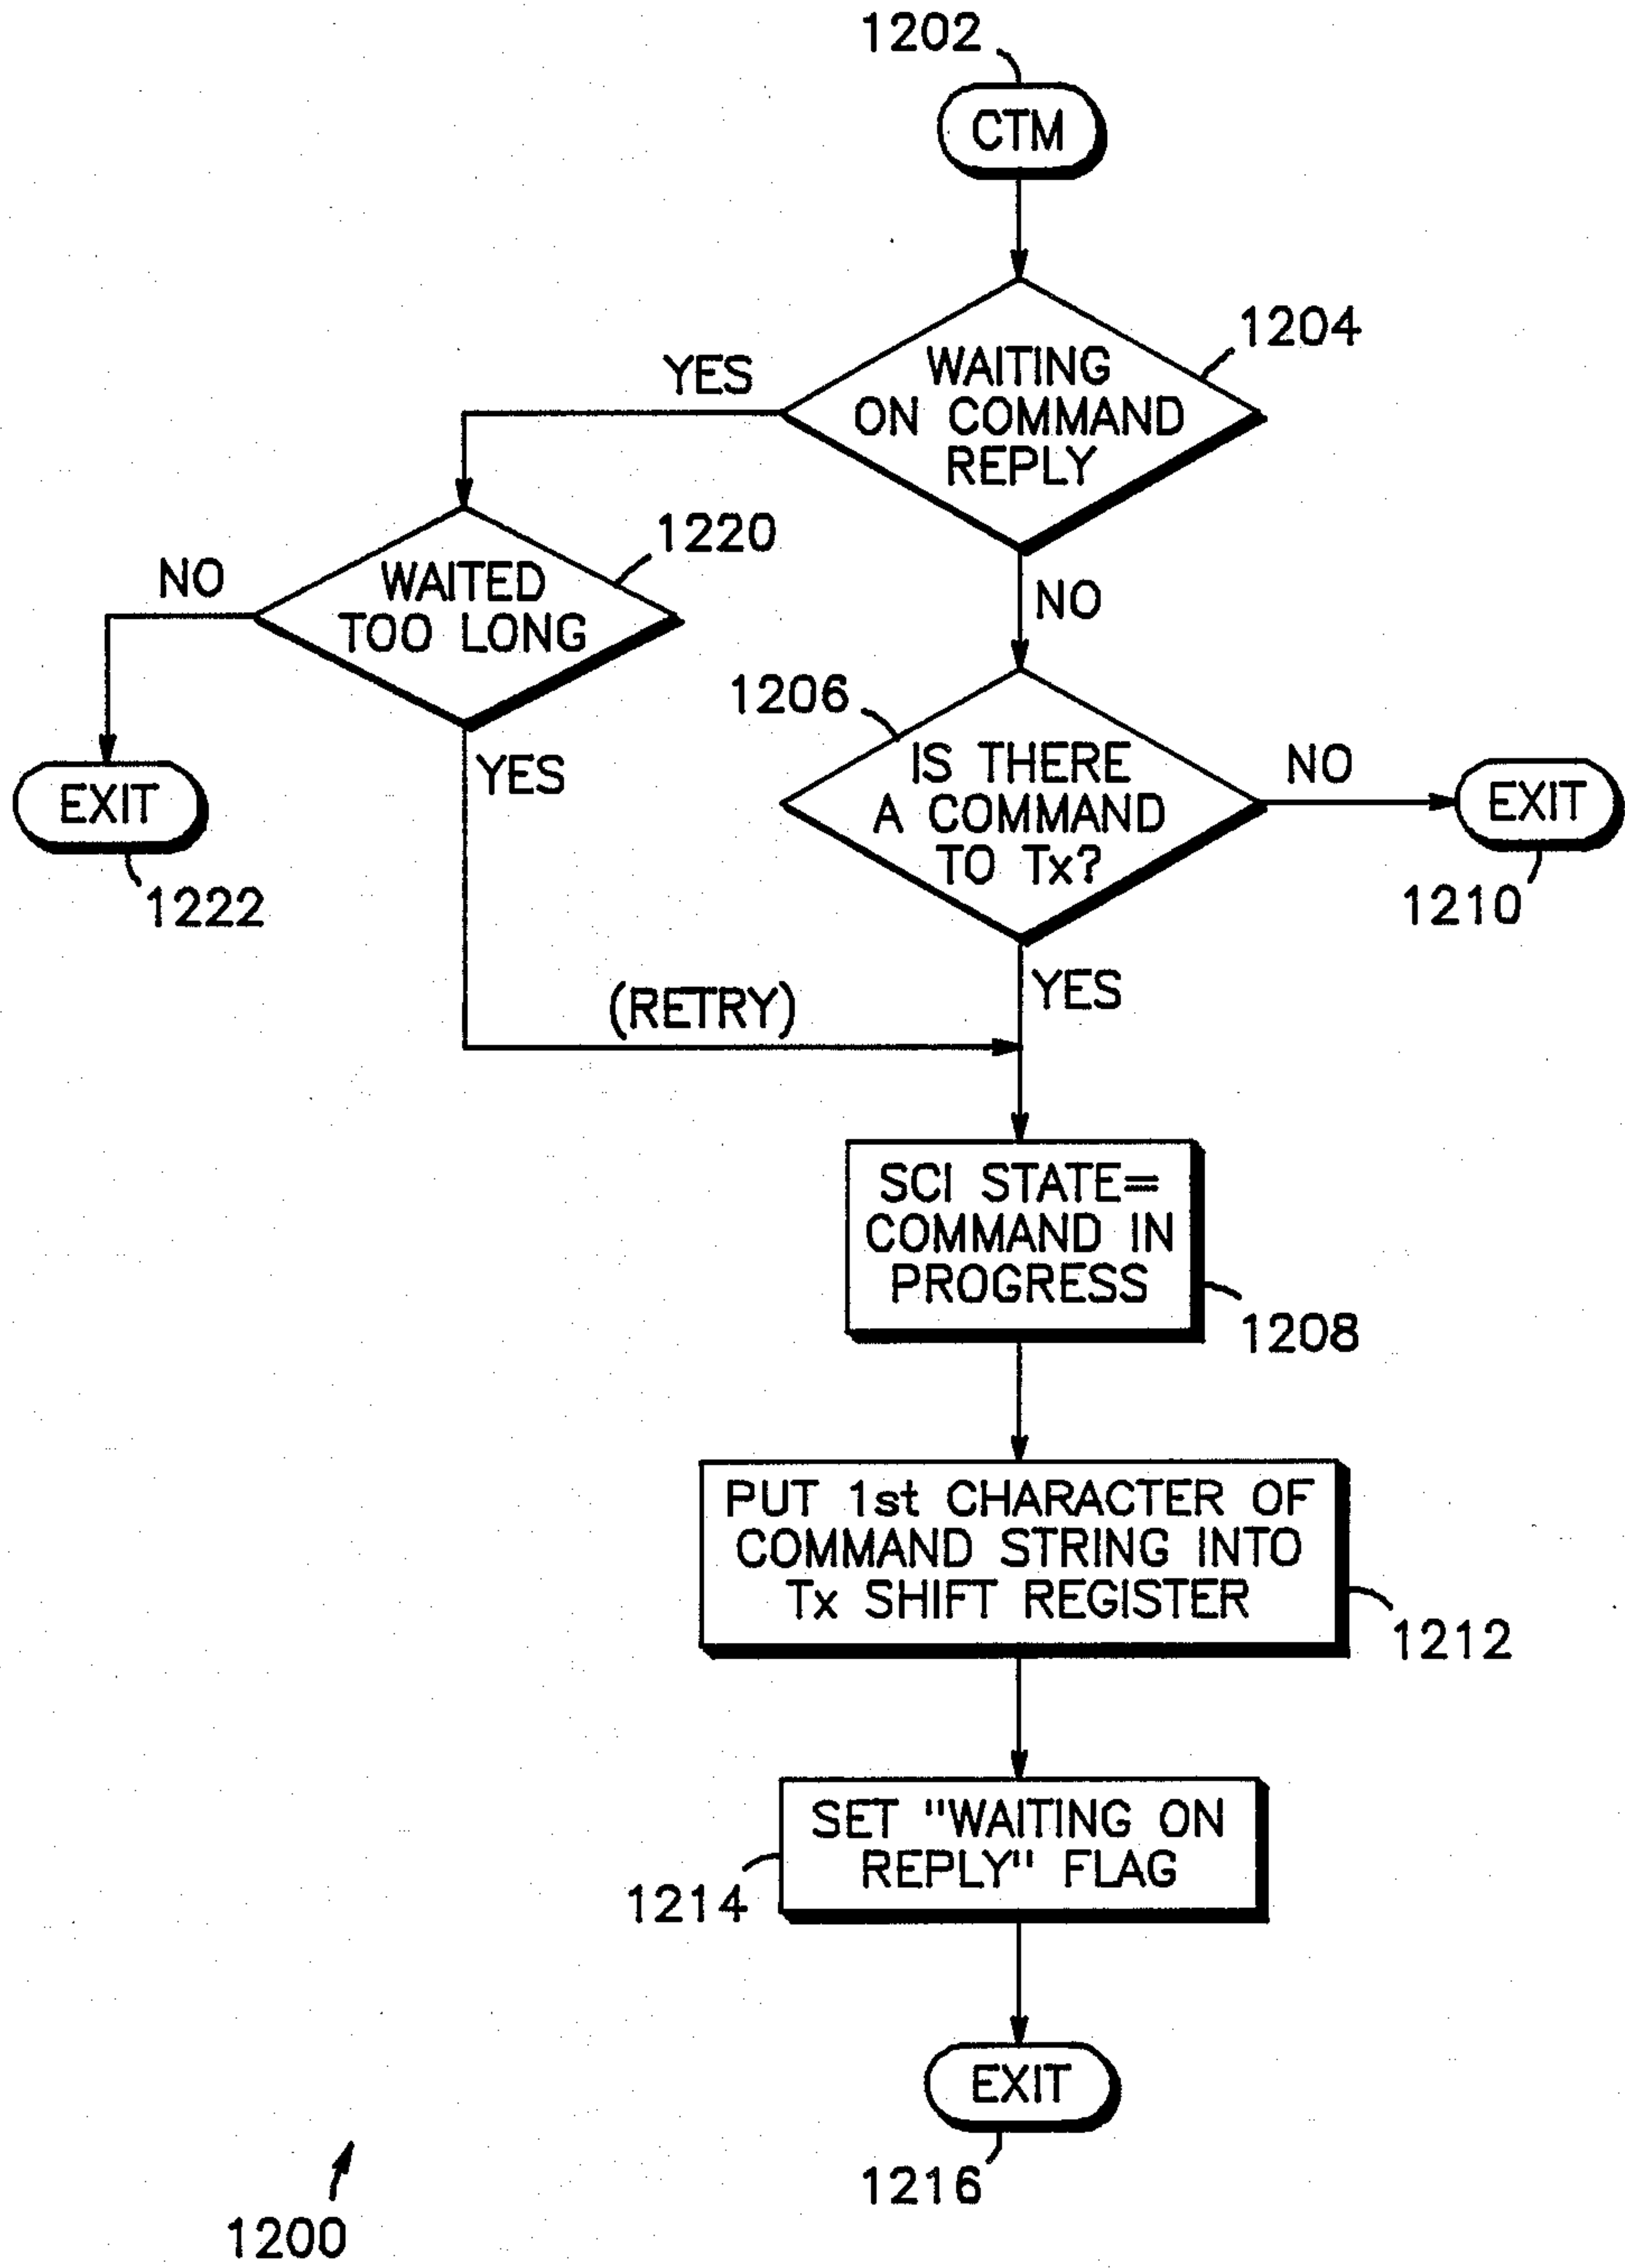 1202
CTM
1204
WAITING
ON COMMAND
REPLY
YES
NO
1220
WAITED
TOO LONG
NO
YES
EXIT
1222
1206
IS THERE
A COMMAND
TO Tx?
NO
EXIT
1210
YES
(RETRY)
SCI STATE=
COMMAND IN
PROGRESS
1208
PUT 1st CHARACTER OF
COMMAND STRING INTO
Tx SHIFT REGISTER
1212
SET "WAITING ON
REPLY" FLAG
1214
EXIT
1216
1200